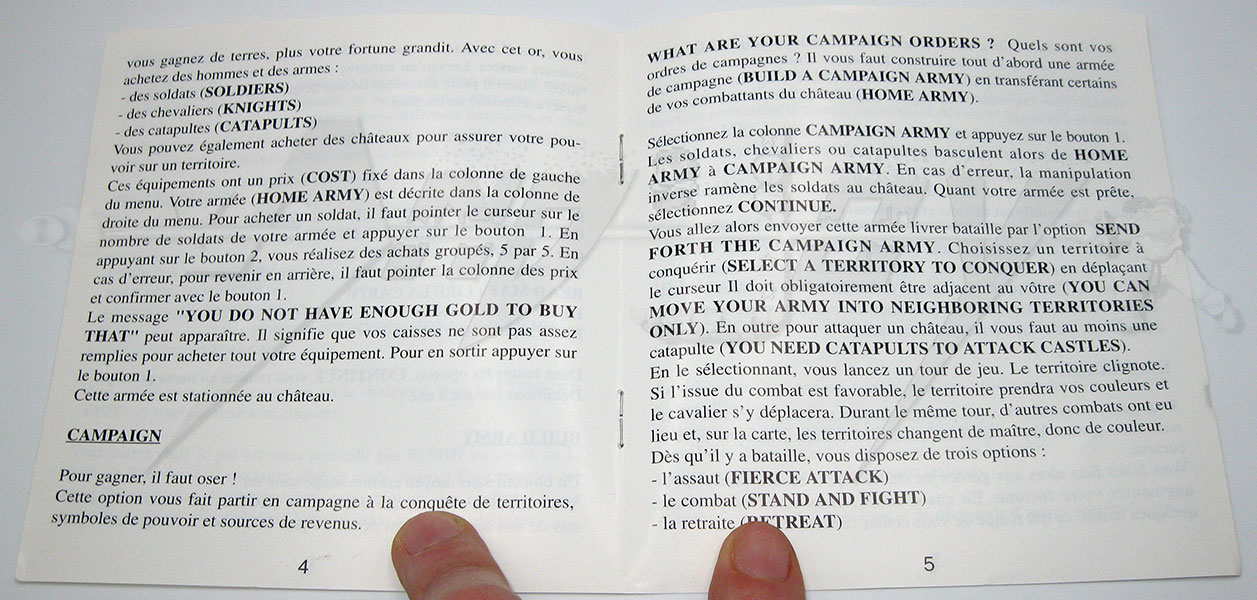 vous gagnez de terres, plus votre fortune grandit. Avec cet or, vous
achetez des hommes et des armes :
- des soldats (SOLDIERS)
- des chevaliers (KNIGHTS)
- des catapultes (CATAPULTS)
Vous pouvez également acheter des châteaux pour assurer votre pou-
voir sur un territoire.
Ces équipements ont un prix (COST) fixé dans la colonne de gauche
du menu. Votre armée (HOME ARMY) est décrite dans la colonne de
droite du menu. Pour acheter un soldat, il faut pointer le curseur sur le
nombre de soldats de votre armée et appuyer sur le bouton 1. En
appuyant sur le bouton 2, vous réalisez des achats groupés, 5 par 5. En
cas d'erreur, pour revenir en arrière, il faut pointer la colonne des prix
et confirmer avec le bouton 1.
Le message "YOU DO NOT HAVE ENOUGH GOLD TO BUY
THAT" peut apparaître. Il signifie que vos caisses ne sont pas assez
remplies pour acheter tout votre équipement. Pour en sortir appuyer sur
le bouton 1.
Cette armée est stationnée au château.
CAMPAIGN
Pour gagner, il faut oser !
Cette option vous fait partir en campagne à la conquête de territoires,
symboles de pouvoir et sources de revenus.
4
WHAT ARE YOUR CAMPAIGN ORDERS ? Quels sont vos
ordres de campagnes ? Il vous faut construire tout d'abord une armée
de campagne (BUILD A CAMPAIGN ARMY) en transférant certains
de vos combattants du château (HOME ARMY).
Sélectionnez la colonne CAMPAIGN ARMY et appuyez sur le bouton 1.
Les soldats, chevaliers ou catapultes basculent alors de HOME
ARMY à CAMPAIGN ARMY. En cas d'erreur, la manipulation
inverse ramène les soldats au château. Quant votre armée est prête,
sélectionnez CONTINUE.
Vous allez alors envoyer cette armée livrer bataille par l'option SEND
FORTH THE CAMPAIGN ARMY. Choisissez un territoire à
conquérir (SELECT A TERRITORY TO CONQUER) en déplaçant
le curseur Il doit obligatoirement être adjacent au vôtre (YOU CAN
MOVE YOUR ARMY INTO NEIGHBORING TERRITORIES
ONLY). En outre pour attaquer un château, il vous faut au moins une
catapulte (YOU NEED CATAPULTS TO ATTACK CASTLES).
En le sélectionnant, vous lancez un tour de jeu. Le territoire clignote.
Si l'issue du combat est favorable, le territoire prendra vos couleurs et
le cavalier s'y déplacera. Durant le même tour, d'autres combats ont eu
lieu et, sur la carte, les territoires changent de maître, donc de couleur.
Dès qu'il y a bataille, vous disposez de trois options :
- l'assaut (FIERCE ATTACK)
- le combat (STAND AND FIGHT)
- la retraite (RETREAT)
5